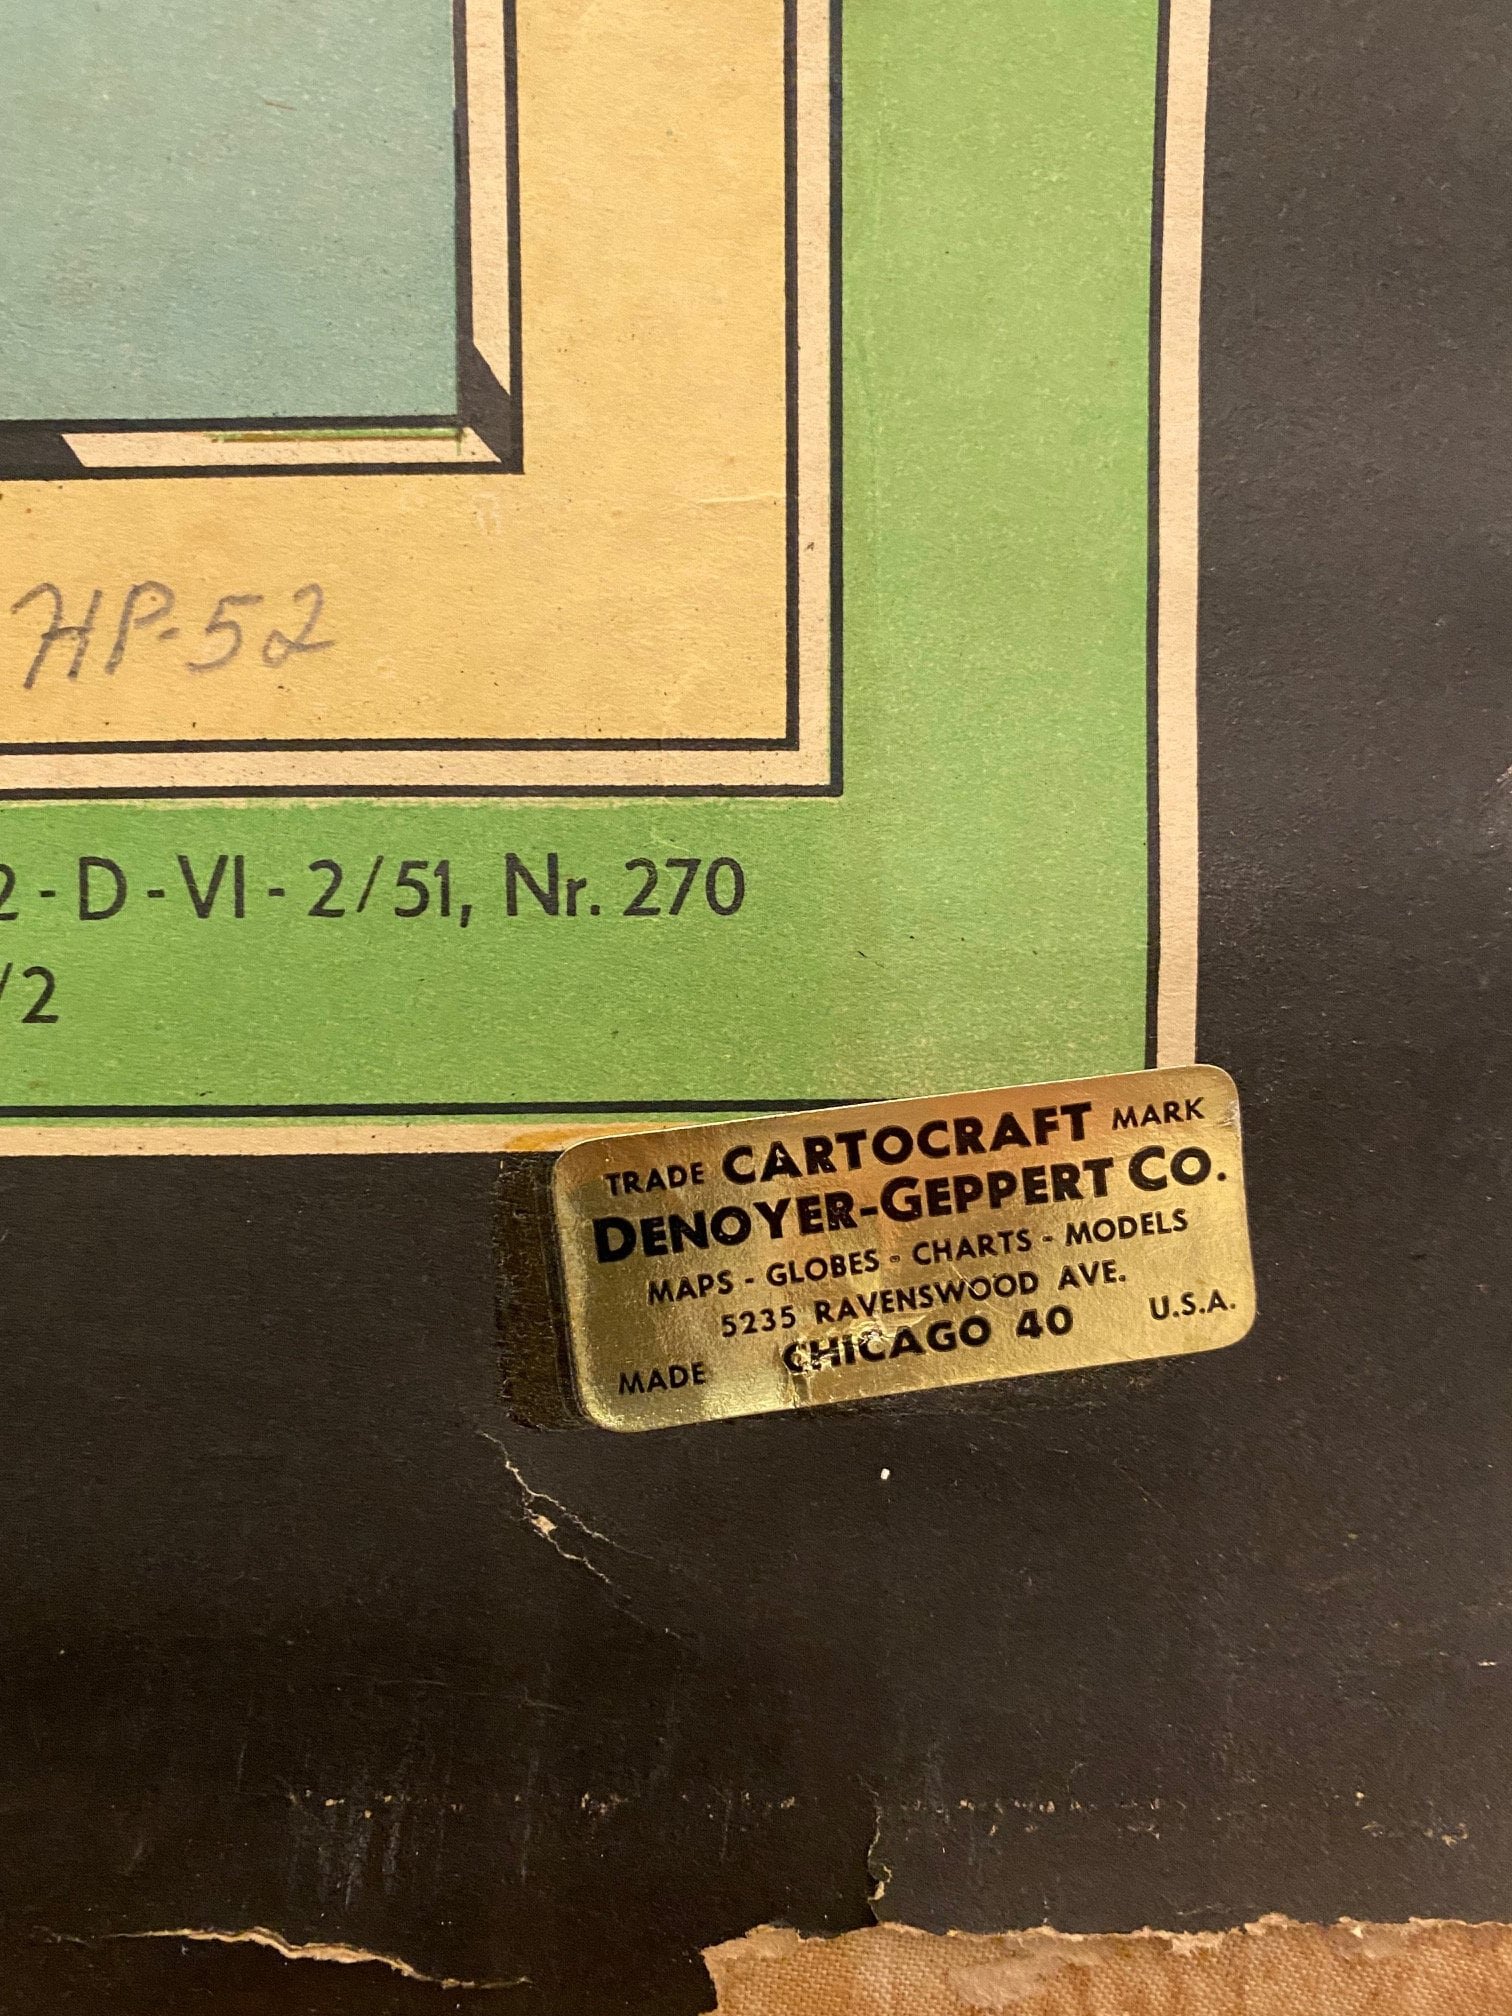 HP-52
2 - D - VI - 2/51, Nr. 270
/2
TRADE CARTOCRAFT MARK
DENOYER-GEPPERT CO.
MAPS - GLOBES - CHARTS - MODELS
5235 RAVENSWOOD AVE.
CHICAGO 40
MADE U.S.A.